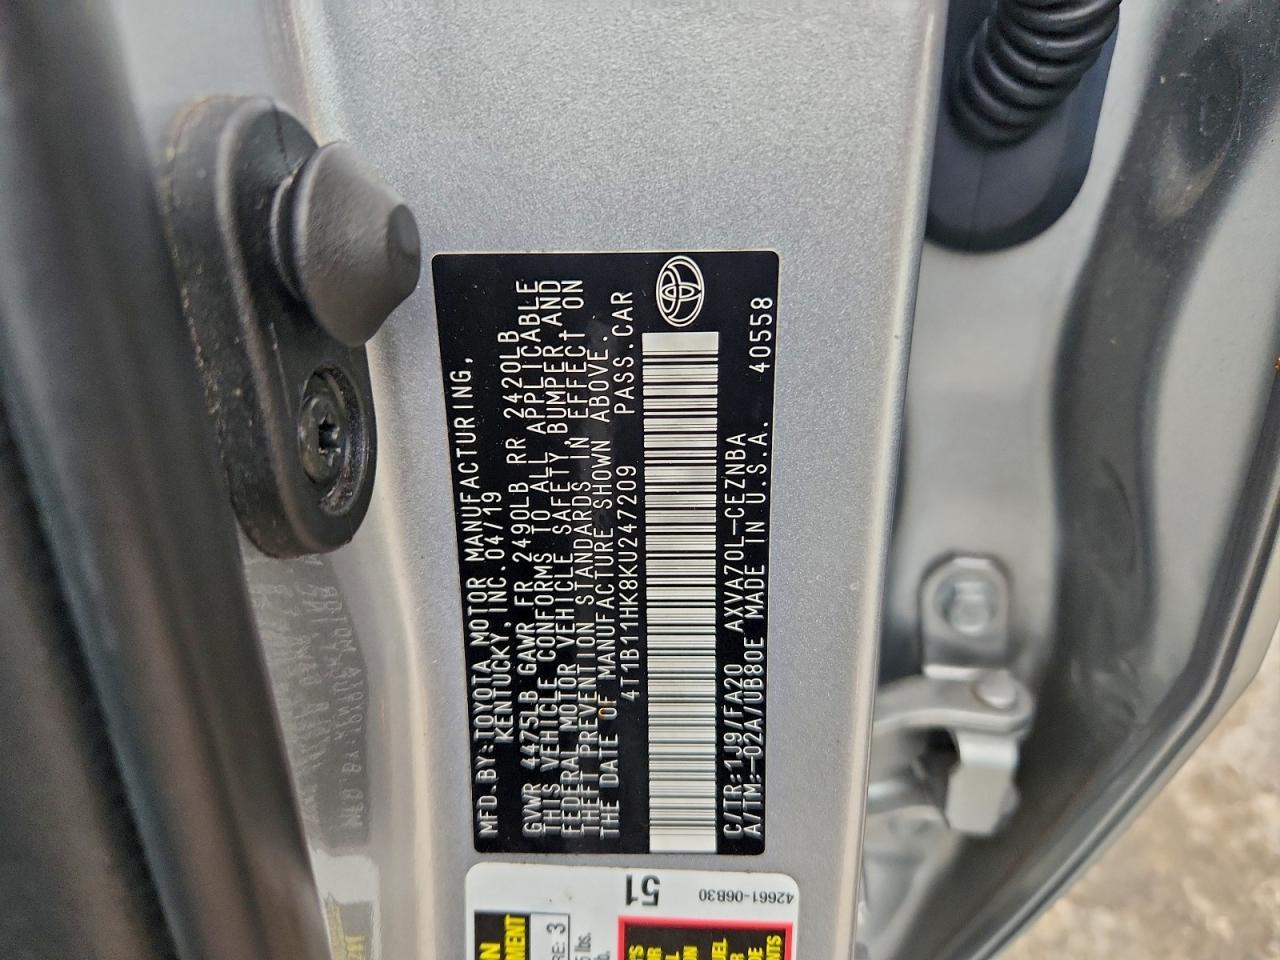 MFD.BY:TOYOTA MOTOR MANUFACTURING,
KENTUCKY,INC.04/19
GVWR 4475LB GAWR FR 2490LB RR 2420LB
THIS VEHICLE CONFORMS TO ALL APPLICABLE
FEDERAL MOTOR VEHICLE SAFETY,BUMPER,AND
THEFT PREVENTION STANDARDS IN EFFECT ON
THE DATE OF MANUFACTURE SHOWN ABOVE.
4T1B11HK8KU247209 PASS.CAR
C/TR:1J9/FA20 AXVA70L-CEZNBA 40558
A/TM:-02A/UB80E MADE IN U.S.A.
51
42661-06B30